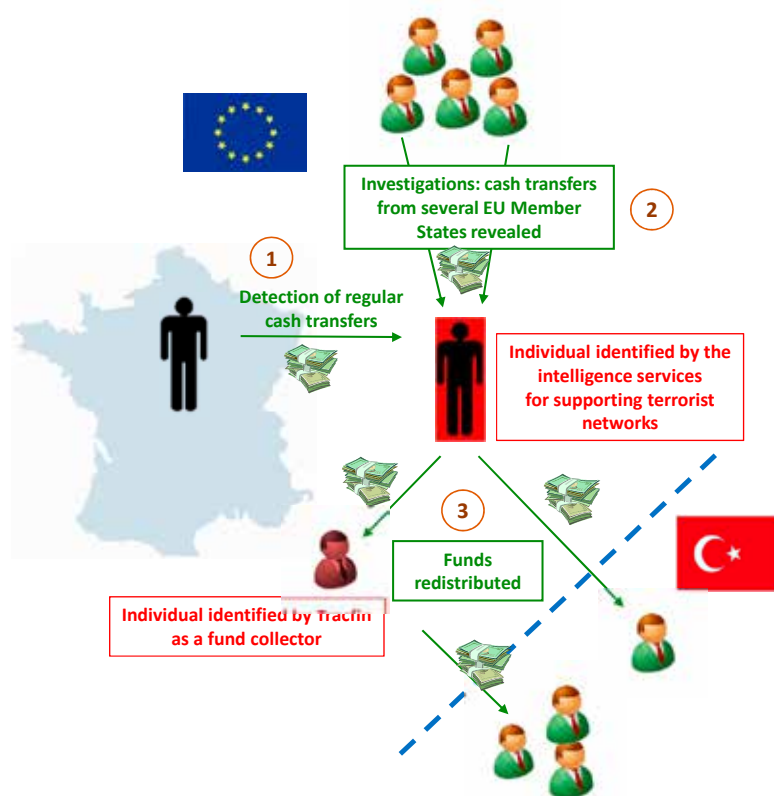 Investigations: cash transfers
from several EU Member
States revealed
2
1
Detection of regular
cash transfers
Individual identified by the
intelligence services
for supporting terrorist
networks
3
Funds
redistributed
Individual identified by Tracfin
as a fund collector